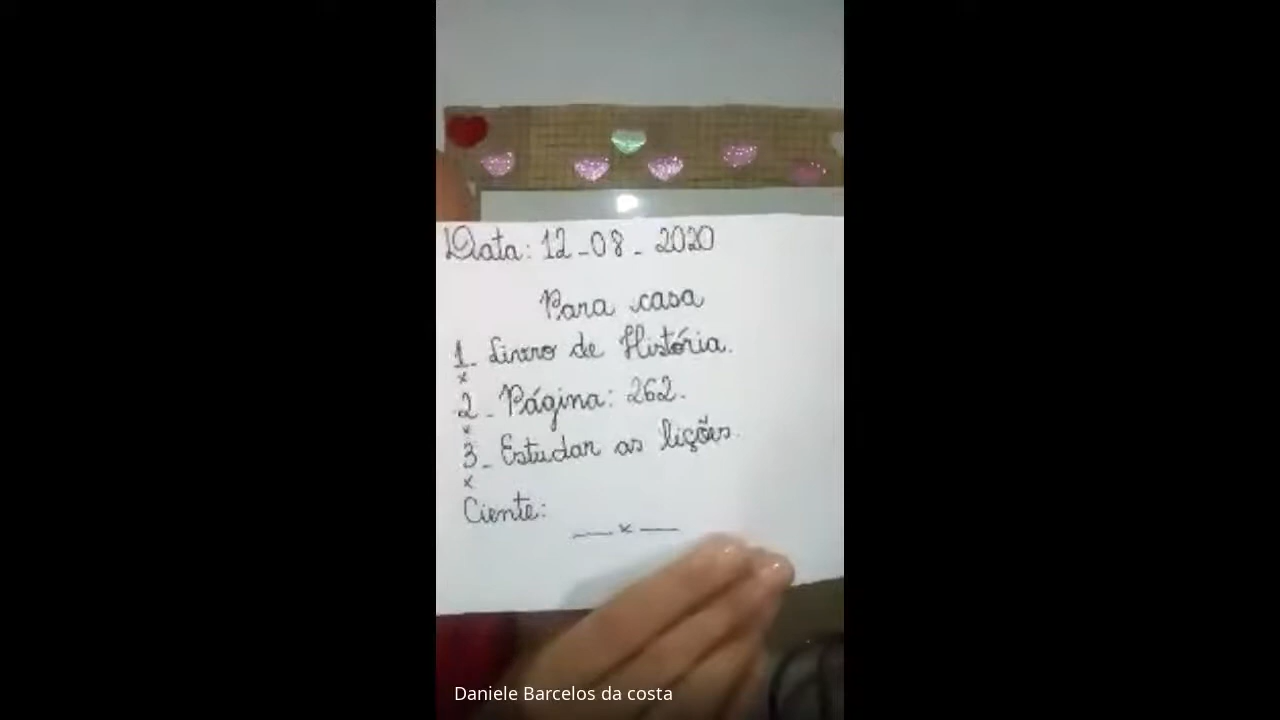 Data: 12-08-2020
Para casa
1- Livro de História.
x
2- Página: 262.
x
3- Estudar as lições.
x
Ciente:
— x —
Daniele Barcelos da costa